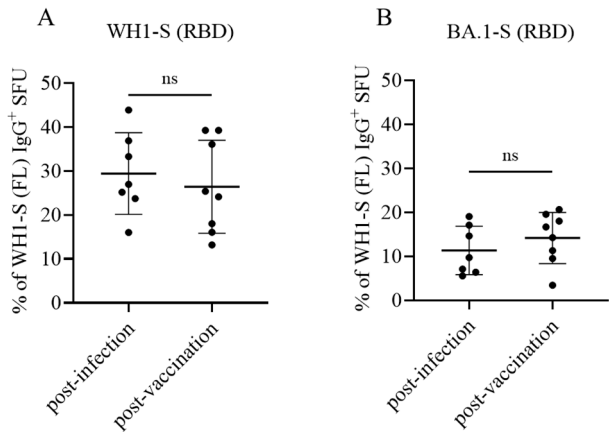 A
WH1-S (RBD)
% of WH1-S (FL) IgG+ SFU
50
40
30
20
10
0
ns
post-infection
post-vaccination
B
BA.1-S (RBD)
% of WH1-S (FL) IgG+ SFU
50
40
30
20
10
0
ns
post-infection
post-vaccination